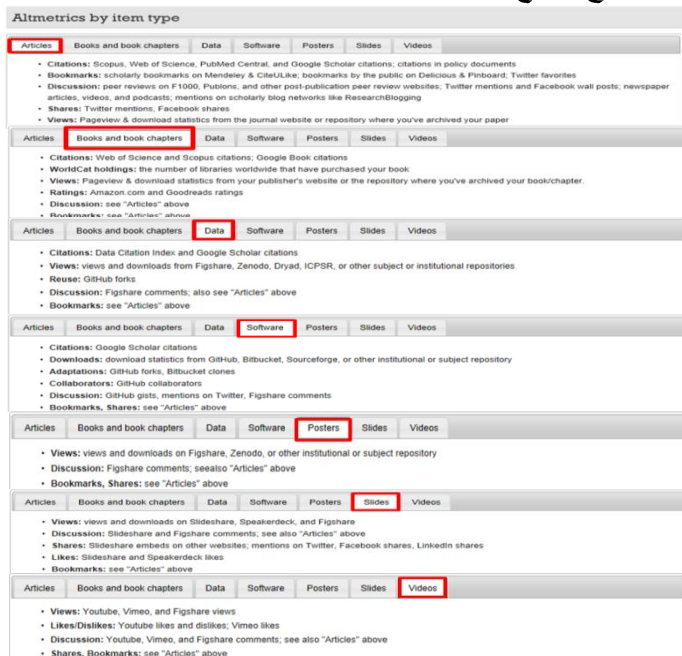 Altmetrics by item type
Articles Books and book chapters Data Software Posters Slides Videos
• Citations: Scopus, Web of Science, PubMed Central, and Google Scholar citations; citations in policy documents
• Bookmarks: scholarly bookmarks on Mendeley & CiteULike; bookmarks by the public on Delicious & Pinboard; Twitter favorites
• Discussion: peer reviews on F1000, Publons, and other post-publication peer review websites; Twitter mentions and Facebook wall posts; newspaper
articles, videos, and podcasts; mentions on scholarly blog networks like ResearchBlogging
• Shares: Twitter mentions, Facebook shares
• Views: Pageview & download statistics from the journal website or repository where you've archived your paper
Articles Books and book chapters Data Software Posters Slides Videos
• Citations: Web of Science and Scopus citations; Google Book citations
• WorldCat holdings: the number of libraries worldwide that have purchased your book
• Views: Pageview & download statistics from your publisher's website or the repository where you've archived your book/chapter.
• Ratings: Amazon.com and Goodreads ratings
• Discussion: see "Articles" above
• Bookmarks: see "Articles" above
Articles Books and book chapters Data Software Posters Slides Videos
• Citations: Data Citation Index and Google Scholar citations
• Views: views and downloads from Figshare, Zenodo, Dryad, ICPSR, or other subject or institutional repositories
• Reuse: GitHub forks
• Discussion: Figshare comments; also see "Articles" above
• Bookmarks: see "Articles" above
Articles Books and book chapters Data Software Posters Slides Videos
• Citations: Google Scholar citations
• Downloads: download statistics from GitHub, Bitbucket, Sourceforge, or other institutional or subject repository
• Adaptations: GitHub forks, Bitbucket clones
• Collaborators: GitHub collaborators
• Discussion: GitHub gists, mentions on Twitter, Figshare comments
• Bookmarks, Shares: see "Articles" above
Articles Books and book chapters Data Software Posters Slides Videos
• Views: views and downloads on Figshare, Zenodo, or other institutional or subject repository
• Discussion: Figshare comments; seealso "Articles" above
• Bookmarks, Shares: see "Articles" above
Articles Books and book chapters Data Software Posters Slides Videos
• Views: views and downloads on Slideshare, Speakerdeck, and Figshare
• Discussion: Slideshare and Figshare comments; see also "Articles" above
• Shares: Slideshare embeds on other websites; mentions on Twitter, Facebook shares, LinkedIn shares
• Likes: Slideshare and Speakerdeck likes
• Bookmarks: see "Articles" above
Articles Books and book chapters Data Software Posters Slides Videos
• Views: Youtube, Vimeo, and Figshare views
• Likes/Dislikes: Youtube likes and dislikes; Vimeo likes
• Discussion: Youtube, Vimeo, and Figshare comments; see also "Articles" above
• Shares, Bookmarks: see "Articles" above